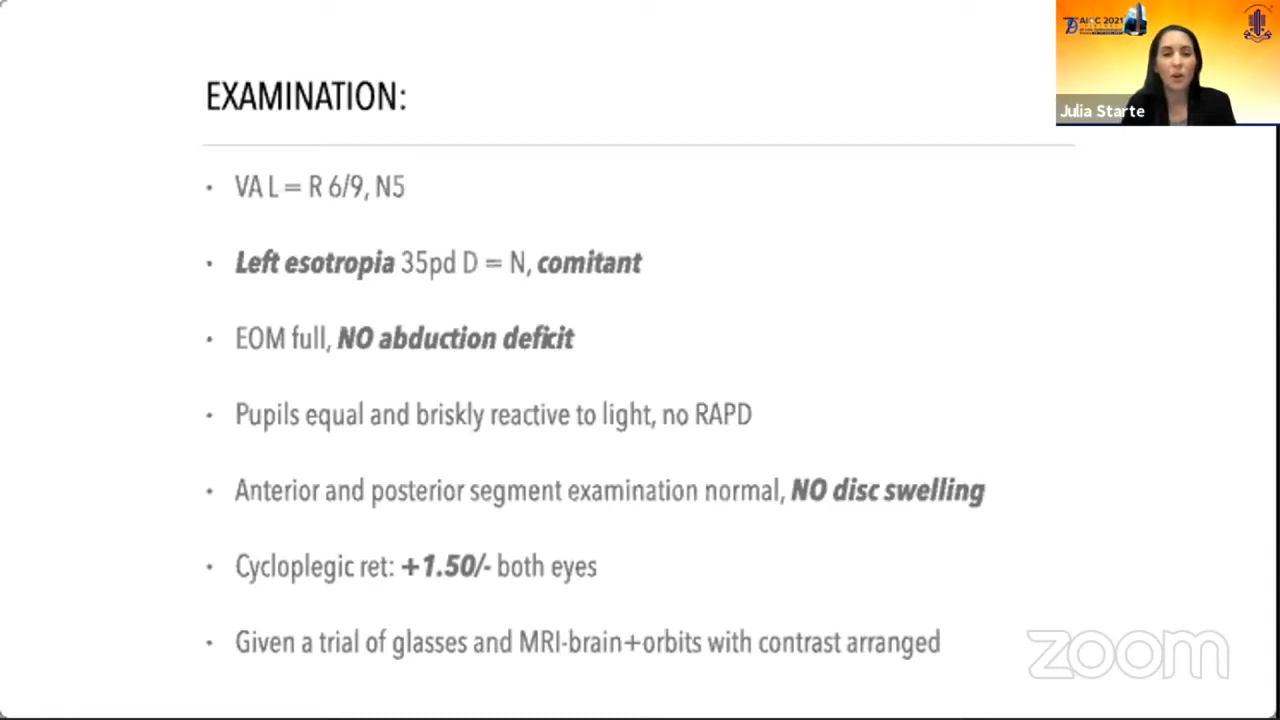 EXAMINATION:
• VA L = R 6/9, N5
• Left esotropia 35pd D = N, comitant
• EOM full, NO abduction deficit
• Pupils equal and briskly reactive to light, no RAPD
• Anterior and posterior segment examination normal, NO disc swelling
• Cycloplegic ret: +1.50/- both eyes
• Given a trial of glasses and MRI-brain+orbits with contrast arranged
AIOC 2021
Julia Starte
zoom